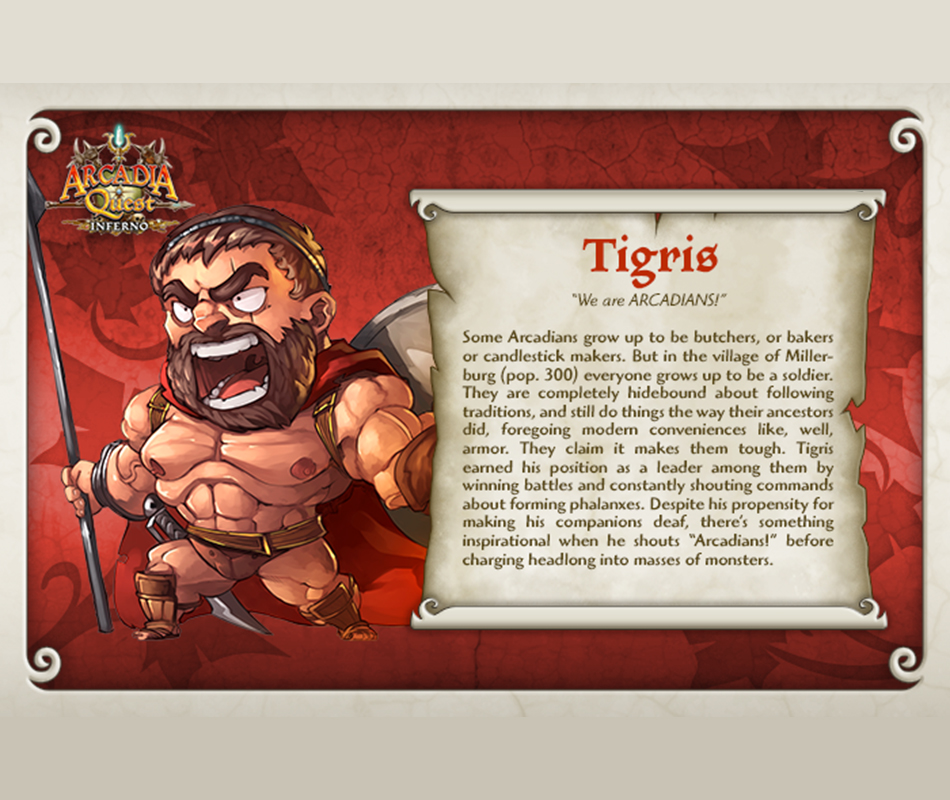 ARCADIA
Quest
INFERNO
Tigris
"We are ARCADIANS!"
Some Arcadians grow up to be butchers, or bakers
or candlestick makers. But in the village of Miller-
burg (pop. 300) everyone grows up to be a soldier.
They are completely hidebound about following
traditions, and still do things the way their ancestors
did, foregoing modern conveniences like, well,
armor. They claim it makes them tough. Tigris
earned his position as a leader among them by
winning battles and constantly shouting commands
about forming phalanxes. Despite his propensity for
making his companions deaf, there's something
inspirational when he shouts "Arcadians!" before
charging headlong into masses of monsters.